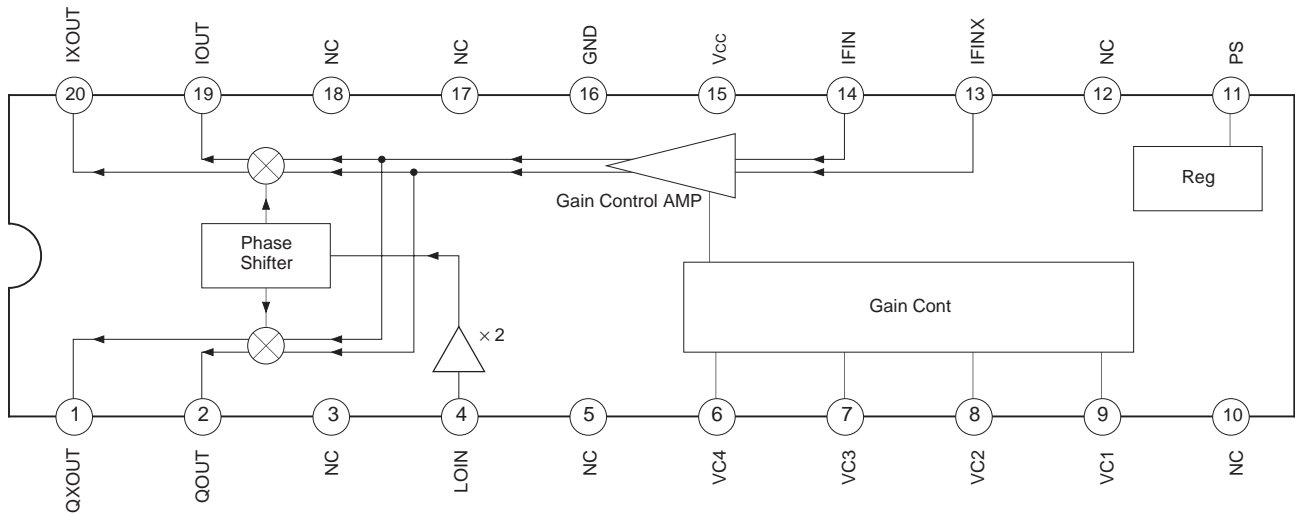 IXOUT
IOUT
NC
NC
GND
Vcc
IFIN
IFINX
NC
PS
20
19
18
17
16
15
14
13
12
11
Gain Control AMP
Reg
Phase
Shifter
Gain Cont
× 2
1
2
3
4
5
6
7
8
9
10
QXOUT
QOUT
NC
LOIN
NC
VC4
VC3
VC2
VC1
NC